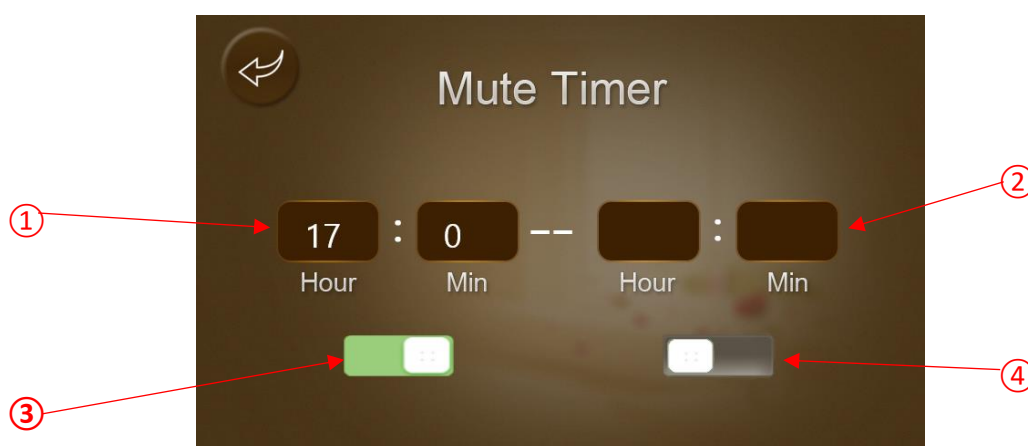 Mute Timer
②
①
17 : 0 -- :
Hour Min Hour Min
③
④